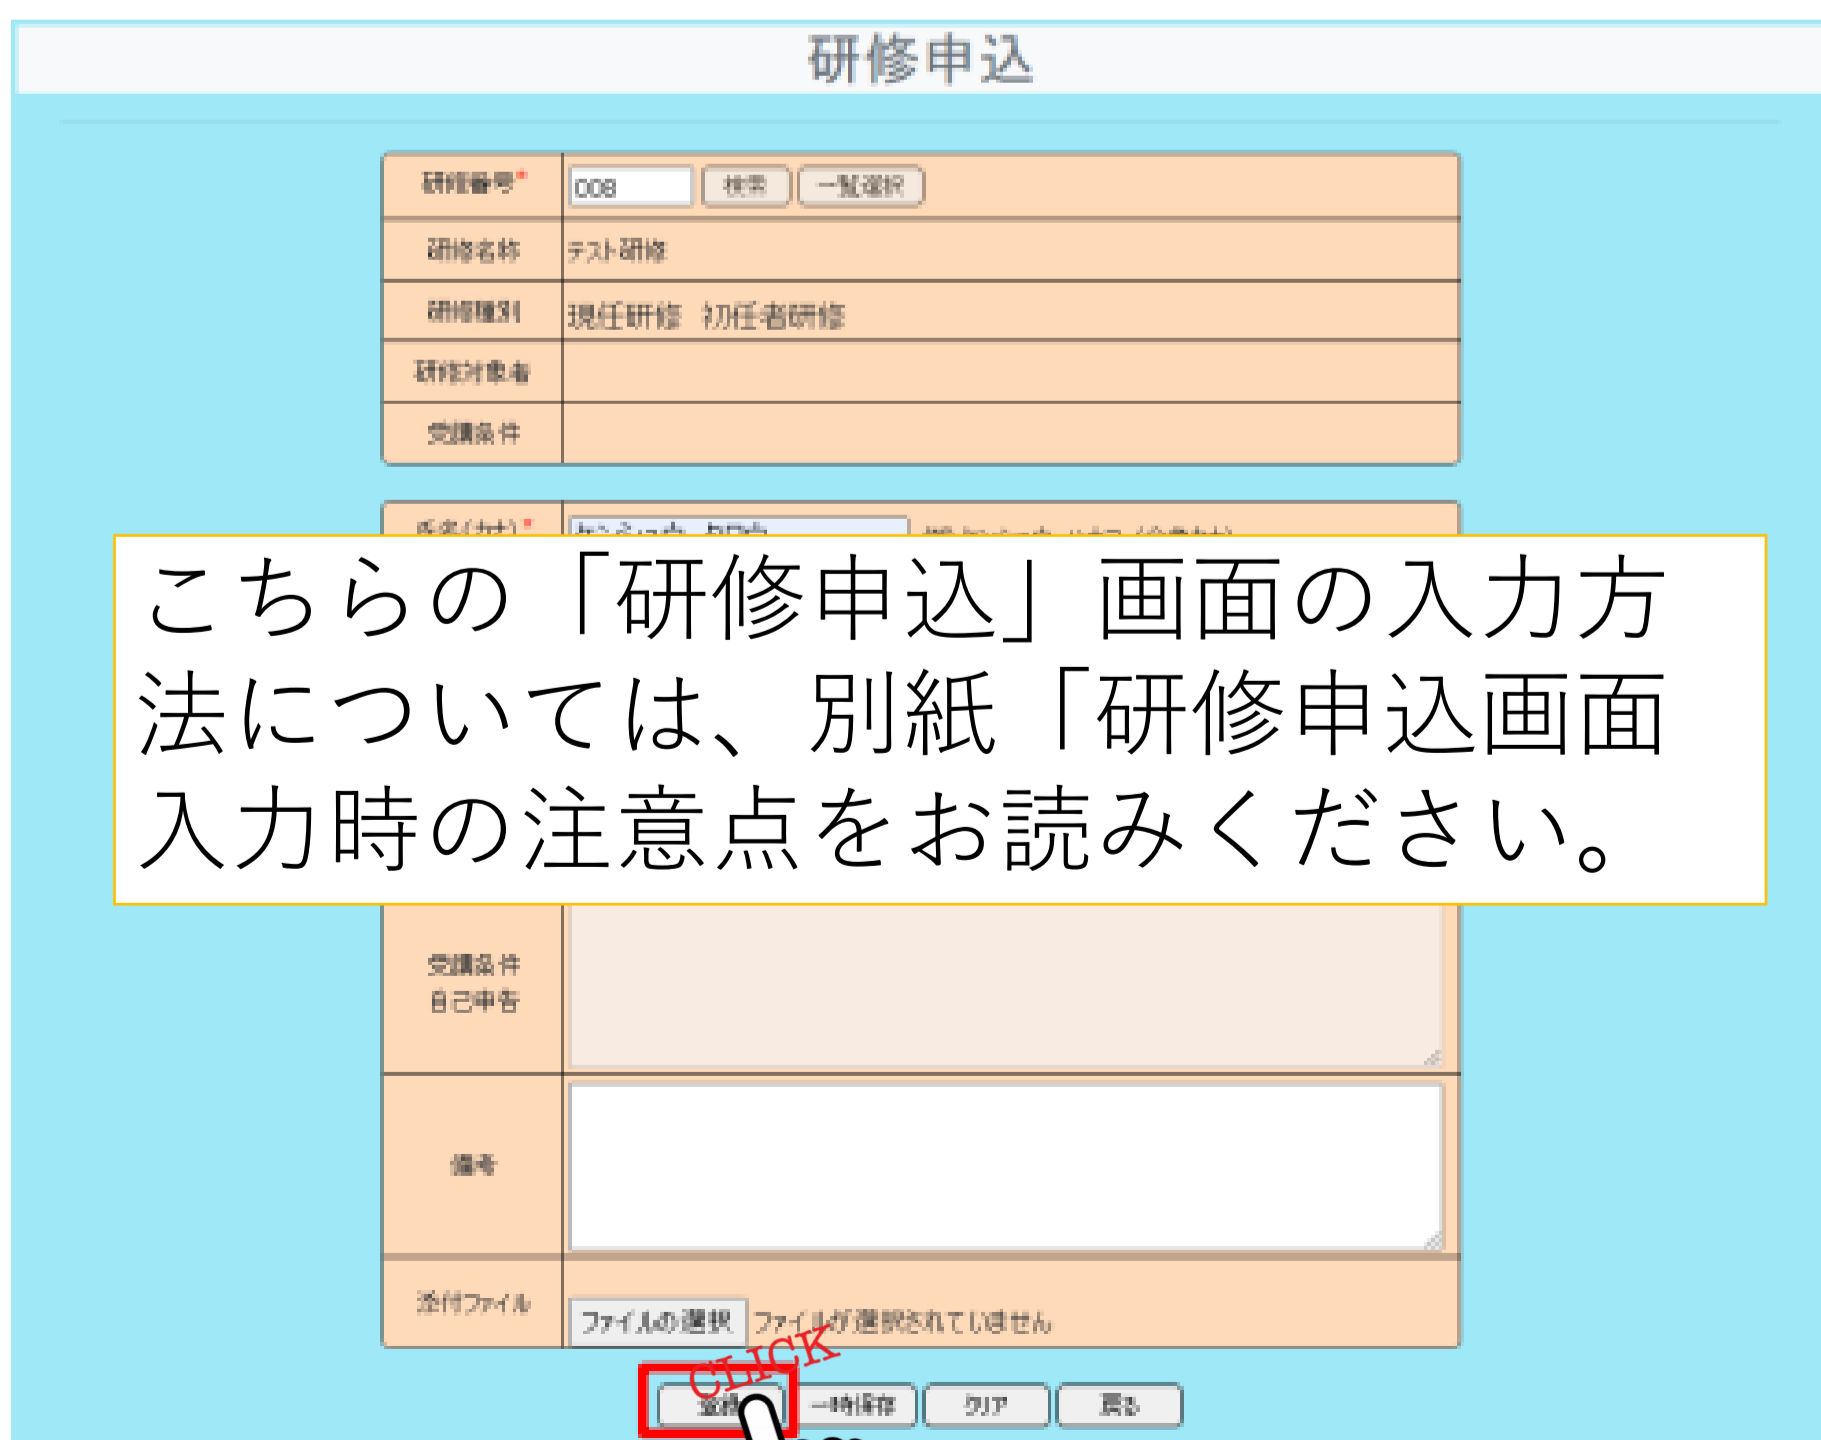 研修申込
研修番号* 008 検索 一覧選択
研修名称 テスト研修
研修種別 現任研修 初任者研修
研修対象者
受講条件
氏名(カナ)*
こちらの「研修申込」画面の入力方
法については、別紙「研修申込画面
入力時の注意点をお読みください。
受講条件
自己申告
備考
添付ファイル ファイルの選択 ファイルが選択されていません
CLICK
登録 一時保存 クリア 戻る